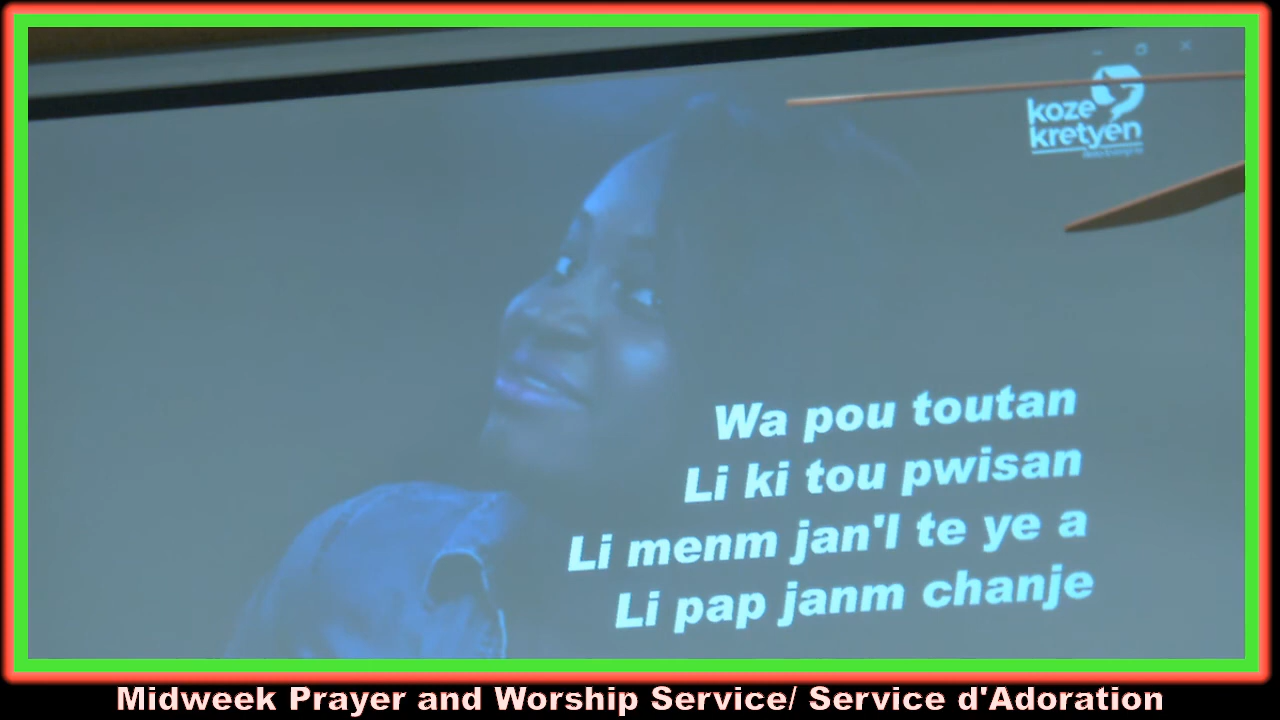 koze
kretyen
Wa pou toutan
Li ki tou pwisan
Li menm jan'l te ye a
Li pap janm chanje
Midweek Prayer and Worship Service/ Service d'Adoration